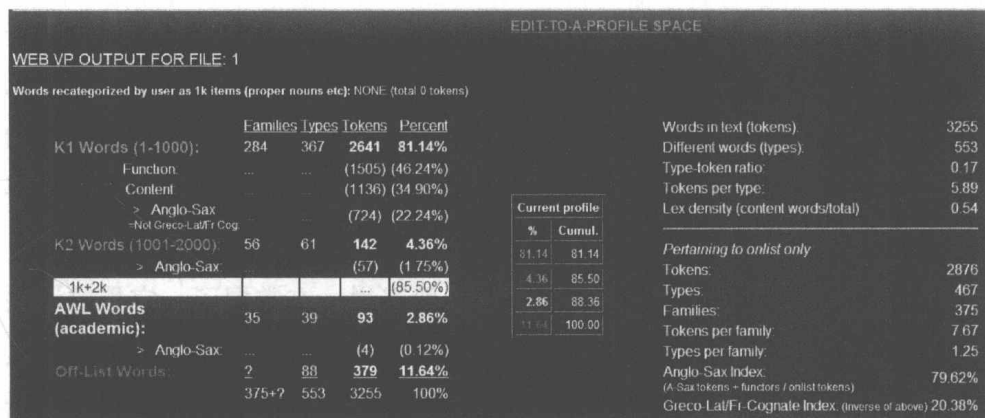 EDIT-TO-A-PROFILE SPACE
WEB VP OUTPUT FOR FILE: 1
Words recategorized by user as 1k items (proper nouns etc): NONE (total 0 tokens)
Families Types Tokens Percent
K1 Words (1-1000): 284 367 2641 81.14%
Function: ... ... (1505) (46.24%)
Content: ... ... (1136) (34.90%)
> Anglo-Sax
=Not Greco-Lat/Fr Cog: ... ... (724) (22.24%)
K2 Words (1001-2000): 56 61 142 4.36%
> Anglo-Sax: ... ... (57) (1.75%)
1k+2k ... (85.50%)
AWL Words
(academic): 35 39 93 2.86%
> Anglo-Sax: ... ... (4) (0.12%)
Off-List Words: ? 88 379 11.64%
375+? 553 3255 100%
Current profile
% Cumul.
81.14 81.14
4.36 85.50
2.86 88.36
11.64 100.00
Words in text (tokens): 3255
Different words (types): 553
Type-token ratio: 0.17
Tokens per type: 5.89
Lex density (content words/total) 0.54
Pertaining to onlist only
Tokens: 2876
Types: 467
Families: 375
Tokens per family: 7.67
Types per family: 1.25
Anglo-Sax Index: 79.62%
(A-Sax tokens + functors / onlist tokens)
Greco-Lat/Fr-Cognate Index: (Inverse of above) 20.38%